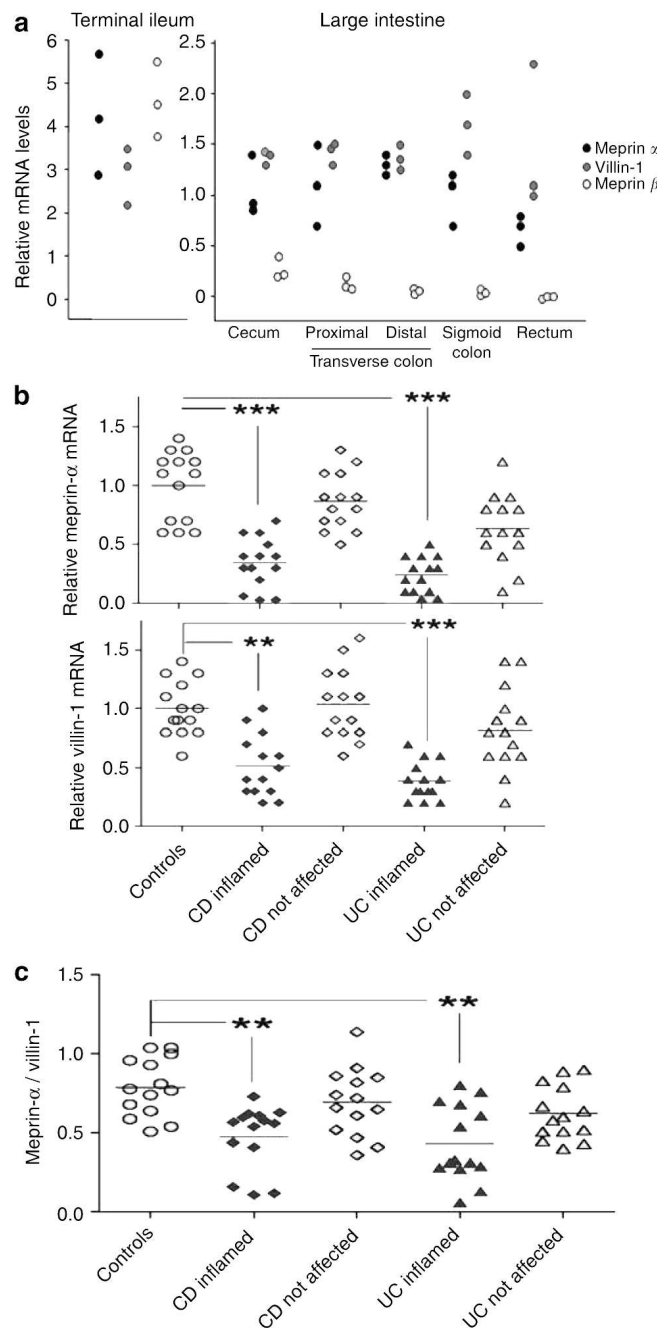 a
Terminal ileum
Large intestine
Relative mRNA levels
6
5
4
3
2
1
0
2.5
2.0
1.5
1.0
0.5
0
Meprin α
Villin-1
Meprin β
Cecum
Proximal
Distal
Sigmoid colon
Rectum
Transverse colon
b
Relative meprin-α mRNA
1.5
1.0
0.5
0.0
***
***
Relative villin-1 mRNA
1.5
1.0
0.5
0.0
**
***
Controls
CD inflamed
CD not affected
UC inflamed
UC not affected
c
Meprin-α / villin-1
1.5
1.0
0.5
0.0
**
**
Controls
CD inflamed
CD not affected
UC inflamed
UC not affected